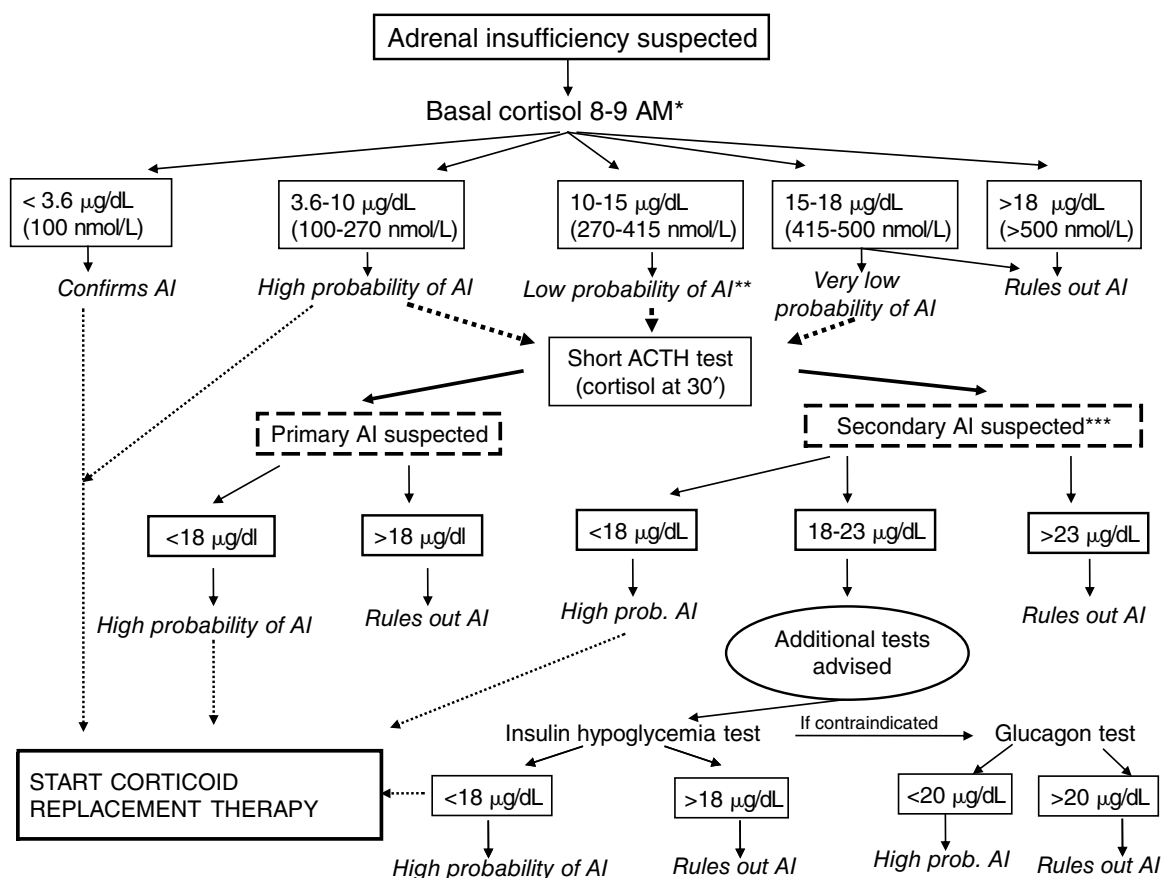 Adrenal insufficiency suspected
Basal cortisol 8-9 AM*
< 3.6 μg/dL
(100 nmol/L)
3.6-10 μg/dL
(100-270 nmol/L)
10-15 μg/dL
(270-415 nmol/L)
15-18 μg/dL
(415-500 nmol/L)
>18 μg/dL
(>500 nmol/L)
Confirms AI
High probability of AI
Low probability of AI**
Very low
probability of AI
Rules out AI
Short ACTH test
(cortisol at 30′)
Primary AI suspected
Secondary AI suspected***
<18 μg/dl
>18 μg/dl
<18 μg/dL
18-23 μg/dL
>23 μg/dL
High probability of AI
Rules out AI
High prob. AI
Rules out AI
Additional tests
advised
Insulin hypoglycemia test
If contraindicated
Glucagon test
START CORTICOID
REPLACEMENT THERAPY
<18 μg/dL
>18 μg/dL
<20 μg/dL
>20 μg/dL
High probability of AI
Rules out AI
High prob. AI
Rules out AI